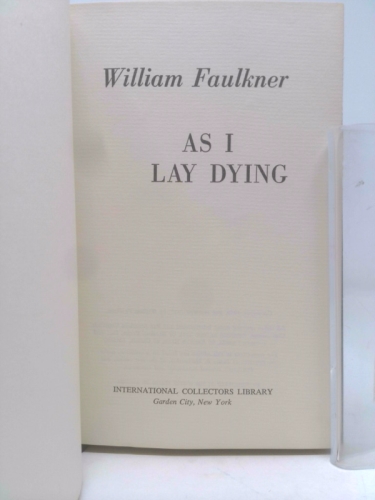 William Faulkner
AS I
LAY DYING
INTERNATIONAL COLLECTORS LIBRARY
Garden City, New York